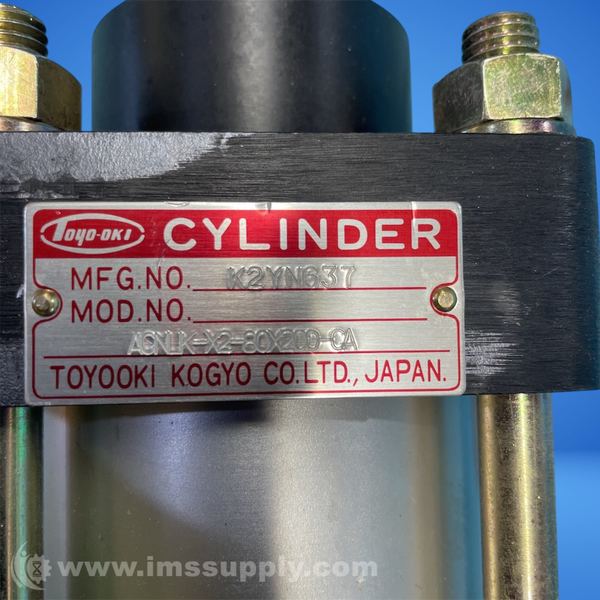 TOYO-OKI CYLINDER
MFG.NO. K2YN637
MOD.NO.
ACNLK-X2-80X200-CA
TOYOOKI KOGYO CO.LTD., JAPAN.
www.imssupply.com